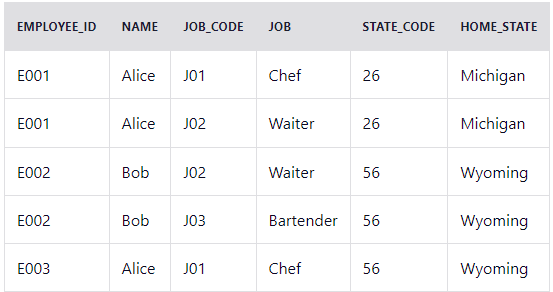 EMPLOYEE_ID NAME JOB_CODE JOB STATE_CODE HOME_STATE
E001 Alice J01 Chef 26 Michigan
E001 Alice J02 Waiter 26 Michigan
E002 Bob J02 Waiter 56 Wyoming
E002 Bob J03 Bartender 56 Wyoming
E003 Alice J01 Chef 56 Wyoming